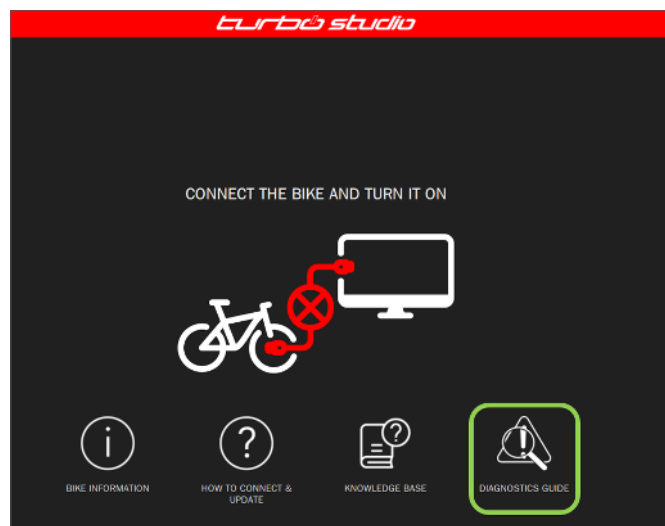 turbo studio
CONNECT THE BIKE AND TURN IT ON
i
?
?
BIKE INFORMATION
HOW TO CONNECT &
UPDATE
KNOWLEDGE BASE
DIAGNOSTICS GUIDE